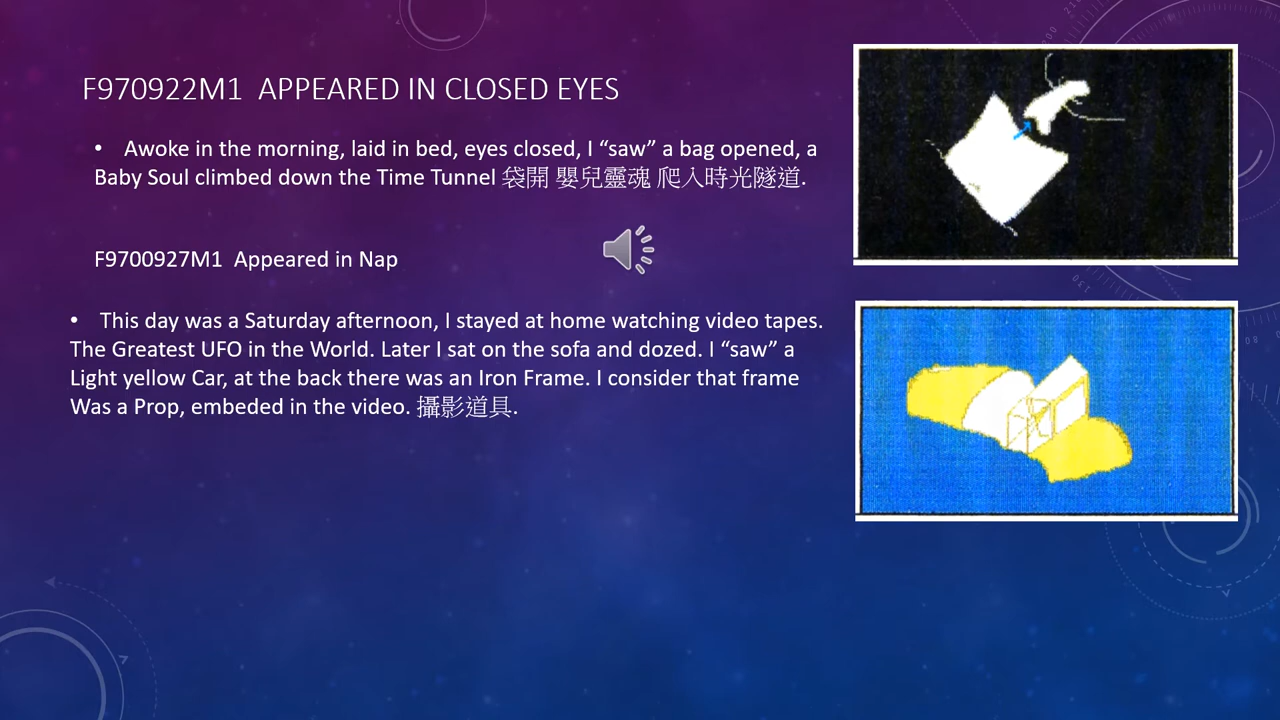 F970922M1 APPEARED IN CLOSED EYES
• Awoke in the morning, laid in bed, eyes closed, I “saw” a bag opened, a
Baby Soul climbed down the Time Tunnel 袋開 嬰兒靈魂 爬入時光隧道.
F9700927M1 Appeared in Nap
• This day was a Saturday afternoon, I stayed at home watching video tapes.
The Greatest UFO in the World. Later I sat on the sofa and dozed. I “saw” a
Light yellow Car, at the back there was an Iron Frame. I consider that frame
Was a Prop, embeded in the video. 攝影道具.